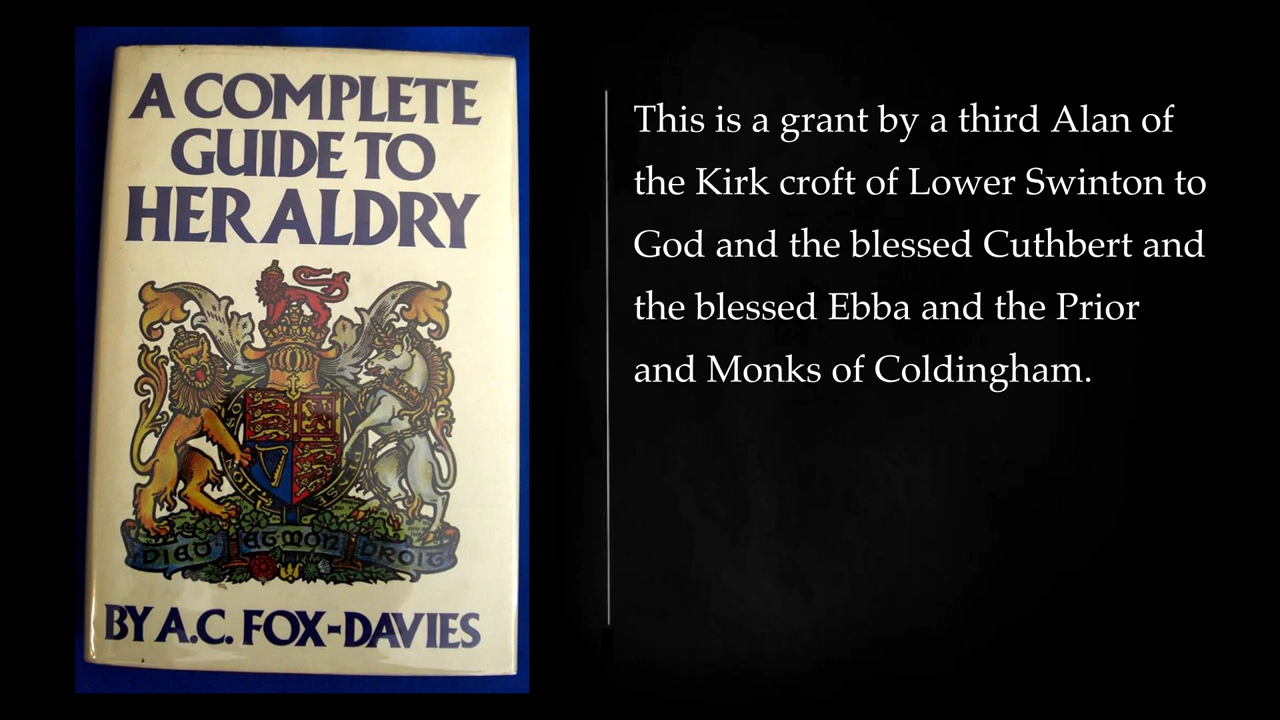 A COMPLETE
GUIDE TO
HERALDRY
DIEU ET MON DROIT
BY A.C. FOX-DAVIES
This is a grant by a third Alan of
the Kirk croft of Lower Swinton to
God and the blessed Cuthbert and
the blessed Ebba and the Prior
and Monks of Coldingham.